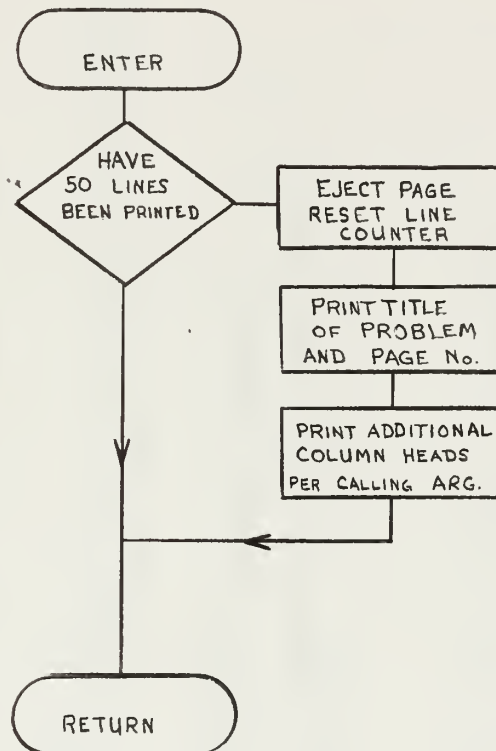 ENTER
HAVE
50 LINES
BEEN PRINTED
EJECT PAGE
RESET LINE
COUNTER
PRINT TITLE
OF PROBLEM
AND PAGE No.
PRINT ADDITIONAL
COLUMN HEADS
PER CALLING ARG.
RETURN